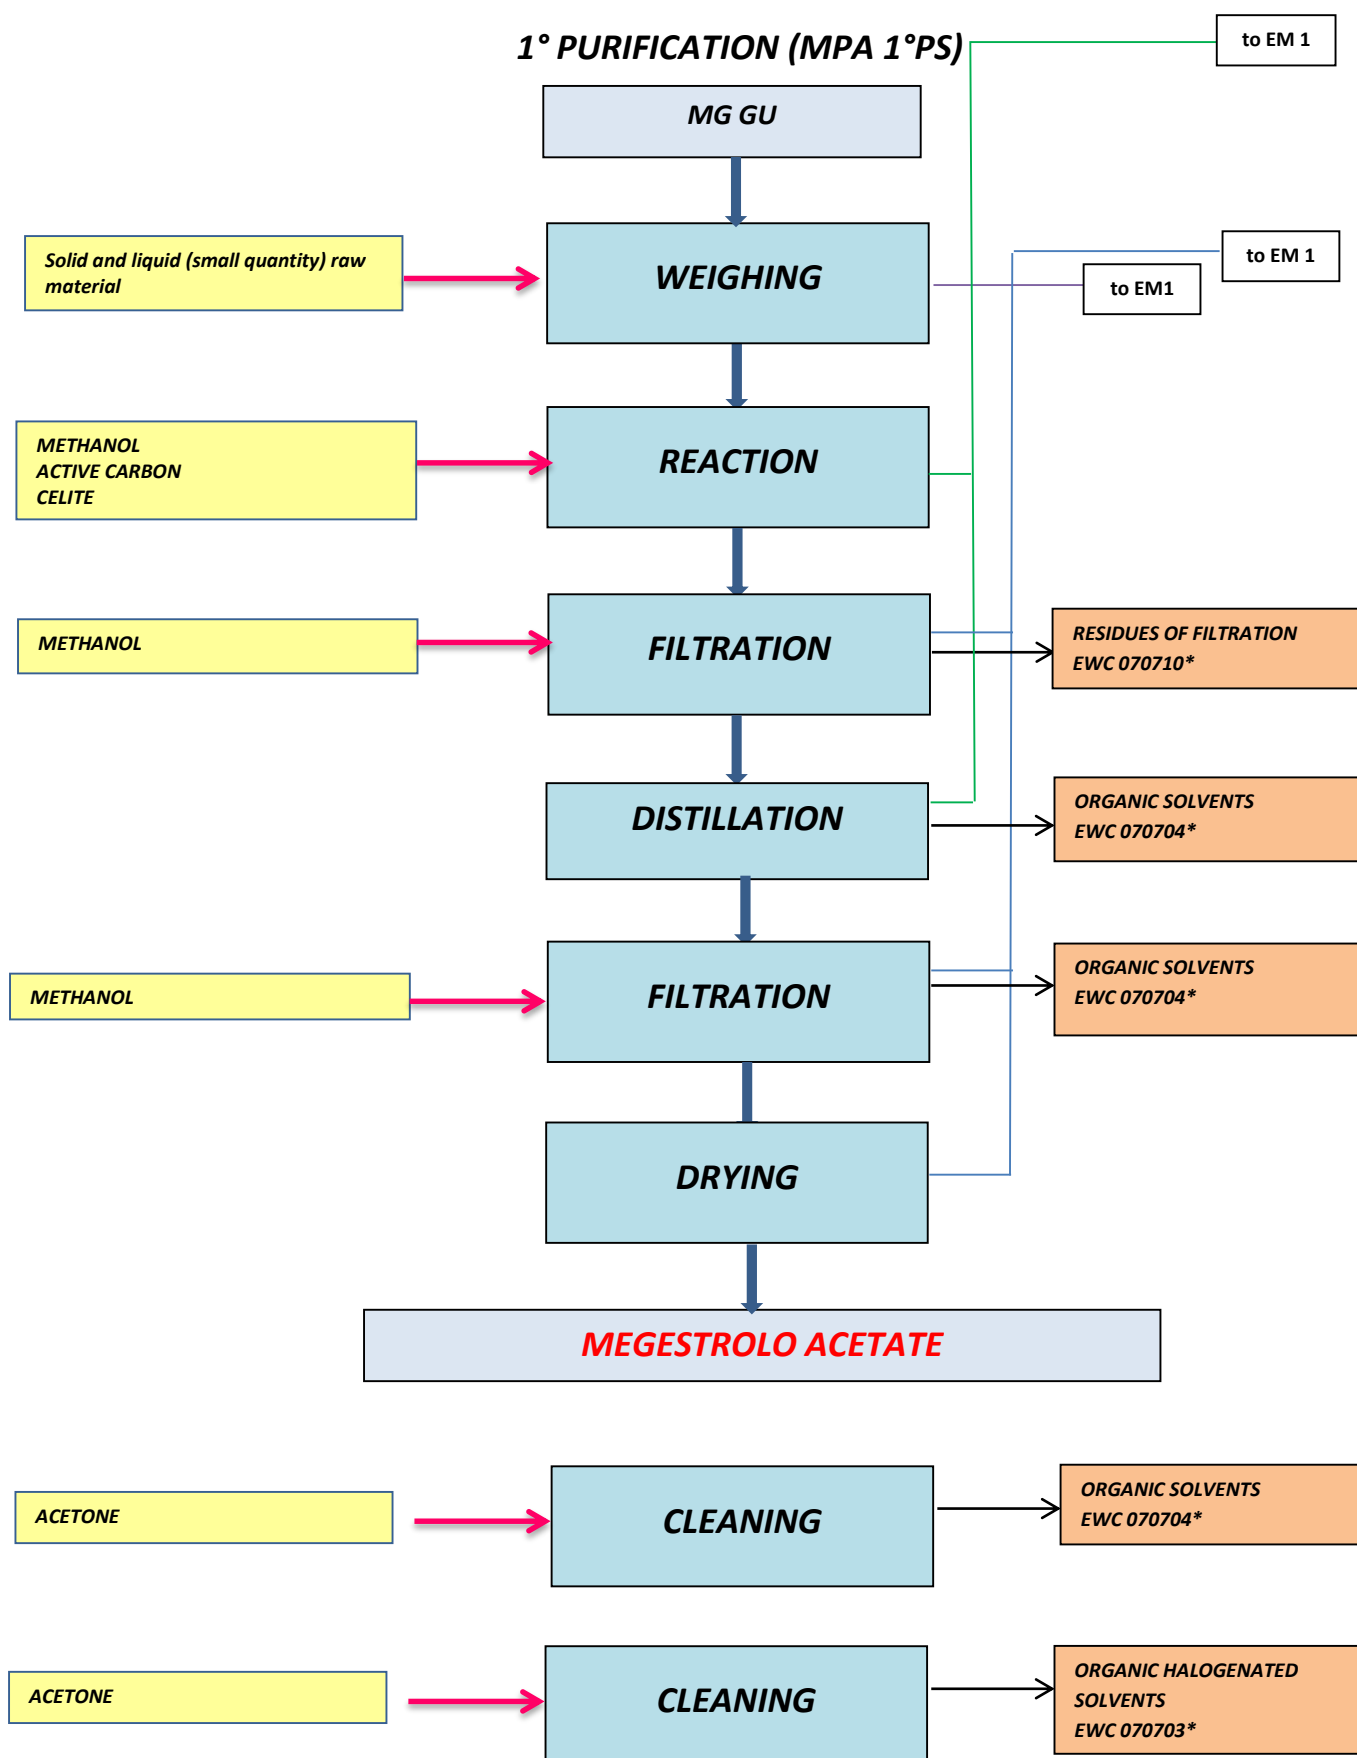 1° PURIFICATION (MPA 1°PS)
to EM 1
MG GU
Solid and liquid (small quantity) raw
material
WEIGHING
to EM 1
to EM1
METHANOL
ACTIVE CARBON
CELITE
REACTION
METHANOL
FILTRATION
RESIDUES OF FILTRATION
EWC 070710*
DISTILLATION
ORGANIC SOLVENTS
EWC 070704*
METHANOL
FILTRATION
ORGANIC SOLVENTS
EWC 070704*
DRYING
MEGESTROLO ACETATE
ACETONE
CLEANING
ORGANIC SOLVENTS
EWC 070704*
ACETONE
CLEANING
ORGANIC HALOGENATED
SOLVENTS
EWC 070703*